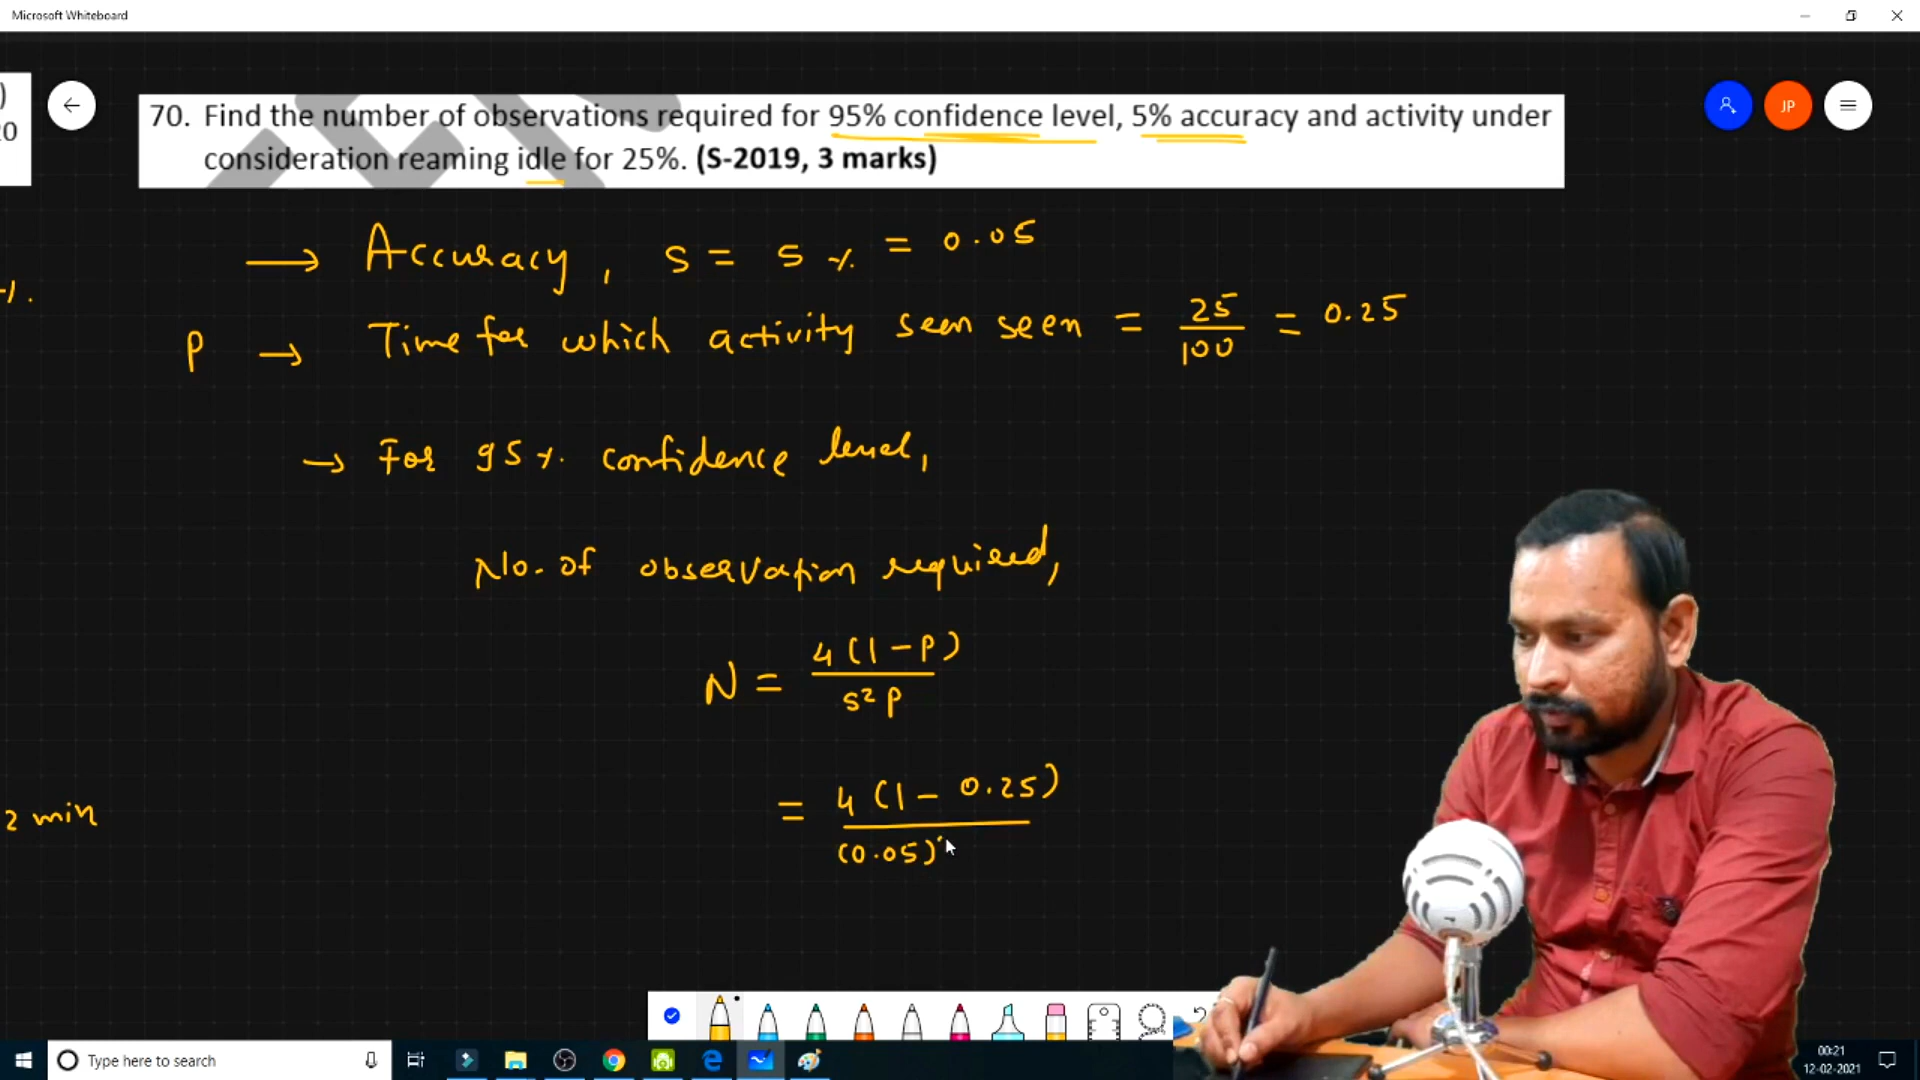 Microsoft Whiteboard
)
20
JP
70. Find the number of observations required for 95% confidence level, 5% accuracy and activity under
consideration reaming idle for 25%. (S-2019, 3 marks)
→ Accuracy, S = 5 % = 0.05
%.
P → Time for which activity seen seen = 25/100 = 0.25
→ For 95 %. confidence level,
No. of observation required,
N = 4(1-P)/s²P
= 4(1- 0.25)/(0.05)
2 min
Type here to search
00:21
12-02-2021